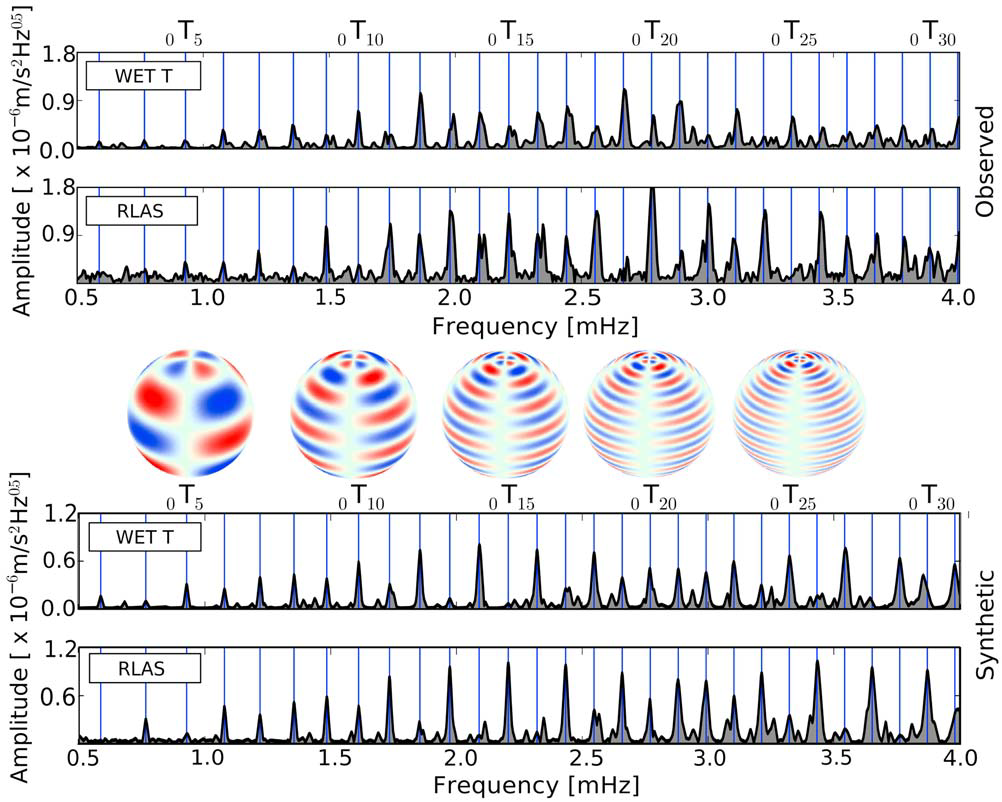 ₀T₅ ₀T₁₀ ₀T₁₅ ₀T₂₀ ₀T₂₅ ₀T₃₀
Amplitude [ x 10⁻⁶m/s²Hz⁰·⁵]
1.8
WET T
0.9
0.0
1.8
RLAS
0.9
0.5 1.0 1.5 2.0 2.5 3.0 3.5 4.0
Frequency [mHz]
Observed
₀T₅ ₀T₁₀ ₀T₁₅ ₀T₂₀ ₀T₂₅ ₀T₃₀
Amplitude [ x 10⁻⁶m/s²Hz⁰·⁵]
1.2
WET T
0.6
0.0
1.2
RLAS
0.6
0.5 1.0 1.5 2.0 2.5 3.0 3.5 4.0
Frequency [mHz]
Synthetic